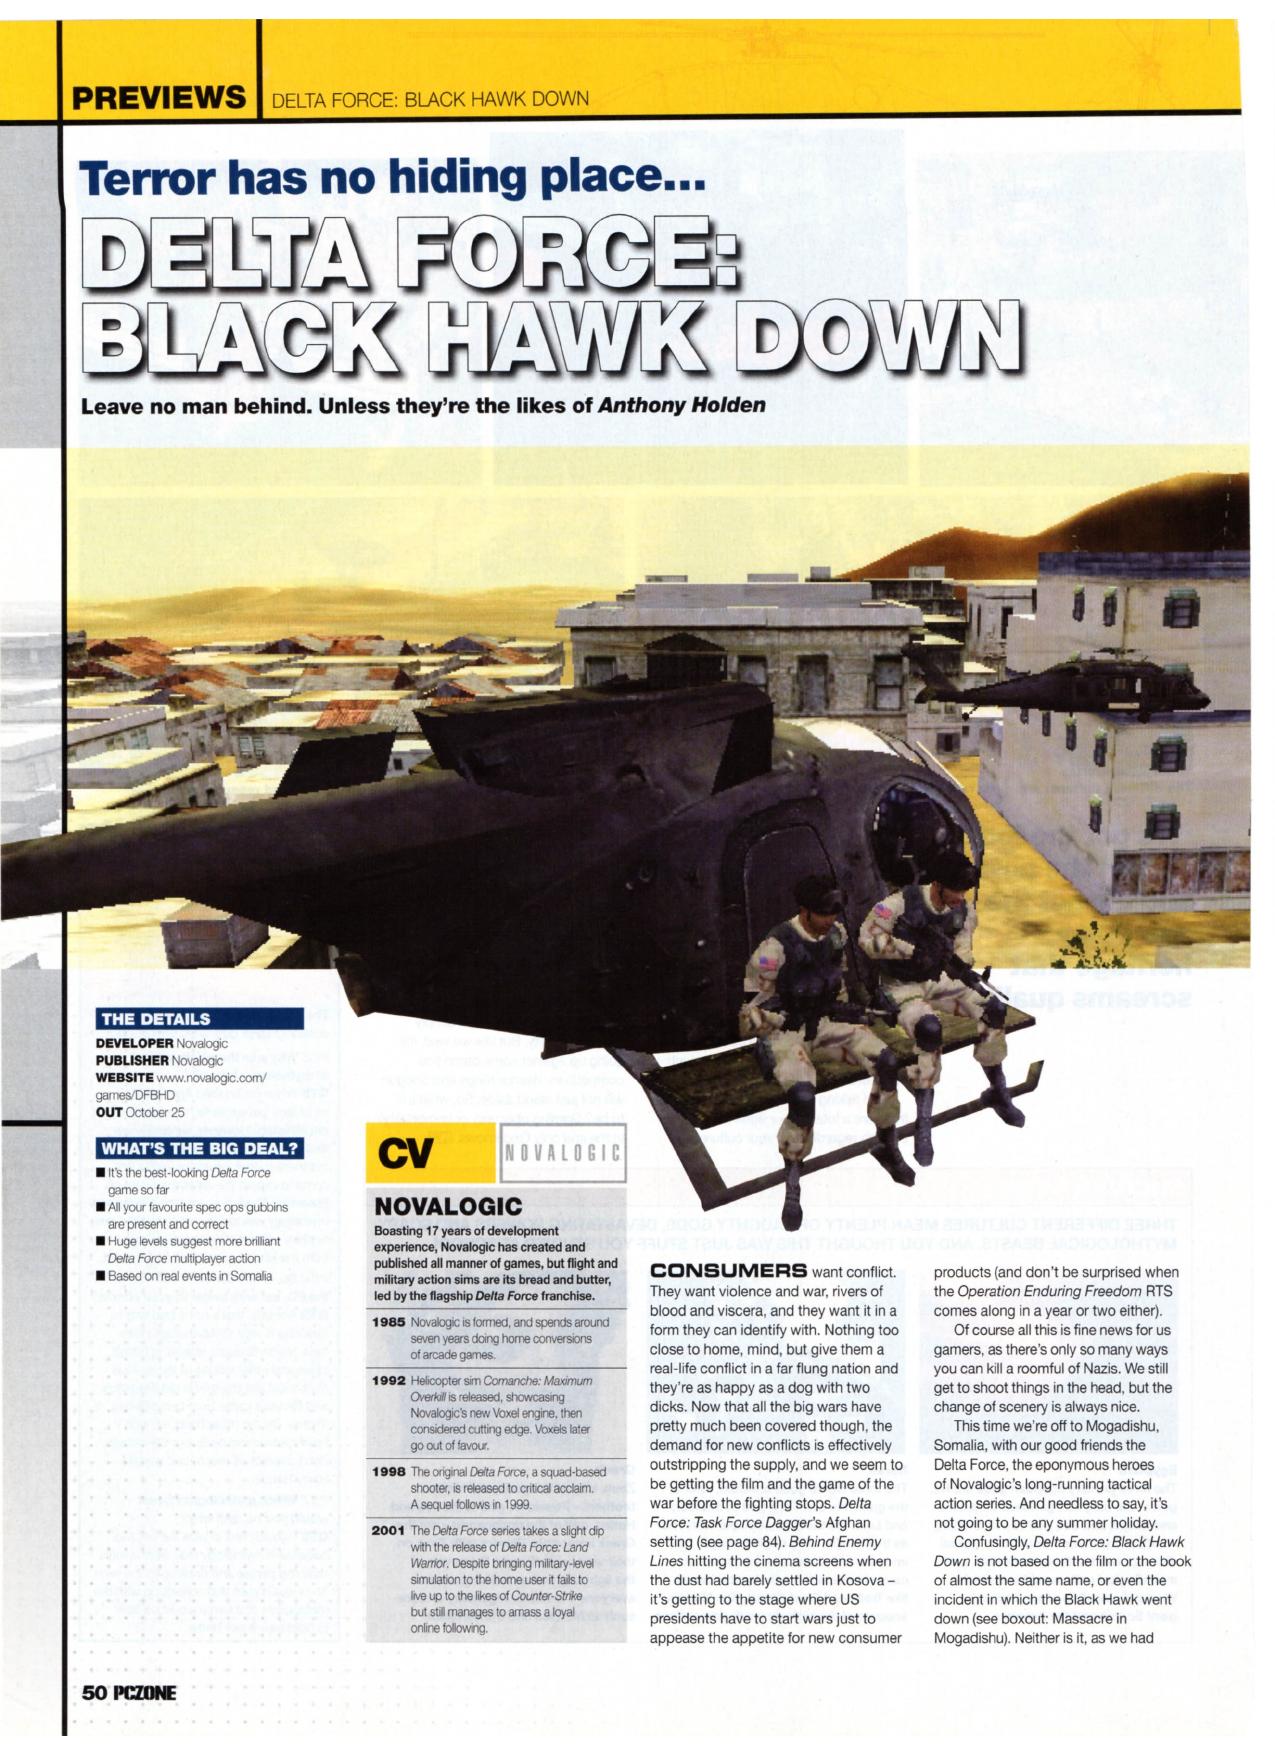 PREVIEWS
DELTA FORCE: BLACK HAWK DOWN
Terror has no hiding place...
DELTA FORCE:
BLACK HAWK DOWN
Leave no man behind. Unless they're the likes of Anthony Holden
THE DETAILS
DEVELOPER Novalogic
PUBLISHER Novalogic
WEBSITE www.novalogic.com/
games/DFBHD
OUT October 25
WHAT'S THE BIG DEAL?
■ It's the best-looking Delta Force
game so far
■ All your favourite spec ops gubbins
are present and correct
■ Huge levels suggest more brilliant
Delta Force multiplayer action
■ Based on real events in Somalia
CV
NOVALOGIC
NOVALOGIC
Boasting 17 years of development
experience, Novalogic has created and
published all manner of games, but flight and
military action sims are its bread and butter,
led by the flagship Delta Force franchise.
1985 Novalogic is formed, and spends around
seven years doing home conversions
of arcade games.
1992 Helicopter sim Comanche: Maximum
Overkill is released, showcasing
Novalogic's new Voxel engine, then
considered cutting edge. Voxels later
go out of favour.
1998 The original Delta Force, a squad-based
shooter, is released to critical acclaim.
A sequel follows in 1999.
2001 The Delta Force series takes a slight dip
with the release of Delta Force: Land
Warrior. Despite bringing military-level
simulation to the home user it fails to
live up to the likes of Counter-Strike
but still manages to amass a loyal
online following.
CONSUMERS want conflict.
They want violence and war, rivers of
blood and viscera, and they want it in a
form they can identify with. Nothing too
close to home, mind, but give them a
real-life conflict in a far flung nation and
they're as happy as a dog with two
dicks. Now that all the big wars have
pretty much been covered though, the
demand for new conflicts is effectively
outstripping the supply, and we seem to
be getting the film and the game of the
war before the fighting stops. Delta
Force: Task Force Dagger's Afghan
setting (see page 84). Behind Enemy
Lines hitting the cinema screens when
the dust had barely settled in Kosova –
it's getting to the stage where US
presidents have to start wars just to
appease the appetite for new consumer
products (and don't be surprised when
the Operation Enduring Freedom RTS
comes along in a year or two either).
Of course all this is fine news for us
gamers, as there's only so many ways
you can kill a roomful of Nazis. We still
get to shoot things in the head, but the
change of scenery is always nice.
This time we're off to Mogadishu,
Somalia, with our good friends the
Delta Force, the eponymous heroes
of Novalogic's long-running tactical
action series. And needless to say, it's
not going to be any summer holiday.
Confusingly, Delta Force: Black Hawk
Down is not based on the film or the book
of almost the same name, or even the
incident in which the Black Hawk went
down (see boxout: Massacre in
Mogadishu). Neither is it, as we had
50 PCZONE